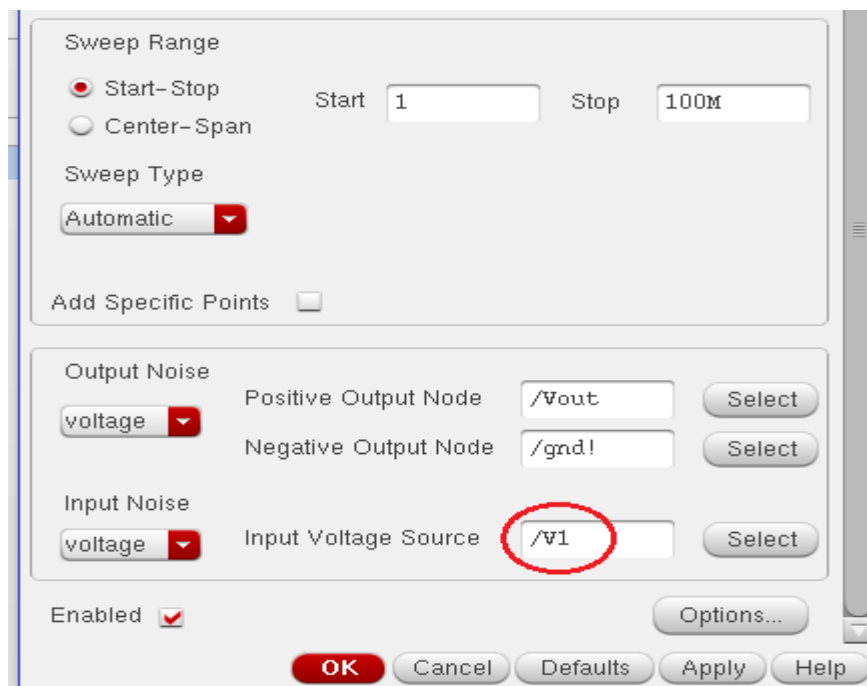 Sweep Range
Start-Stop
Start 1 Stop 100M
Center-Span
Sweep Type
Automatic
Add Specific Points
Output Noise
voltage
Positive Output Node /Vout Select
Negative Output Node /gnd! Select
Input Noise
voltage
Input Voltage Source /V1 Select
Enabled
Options...
OK Cancel Defaults Apply Help